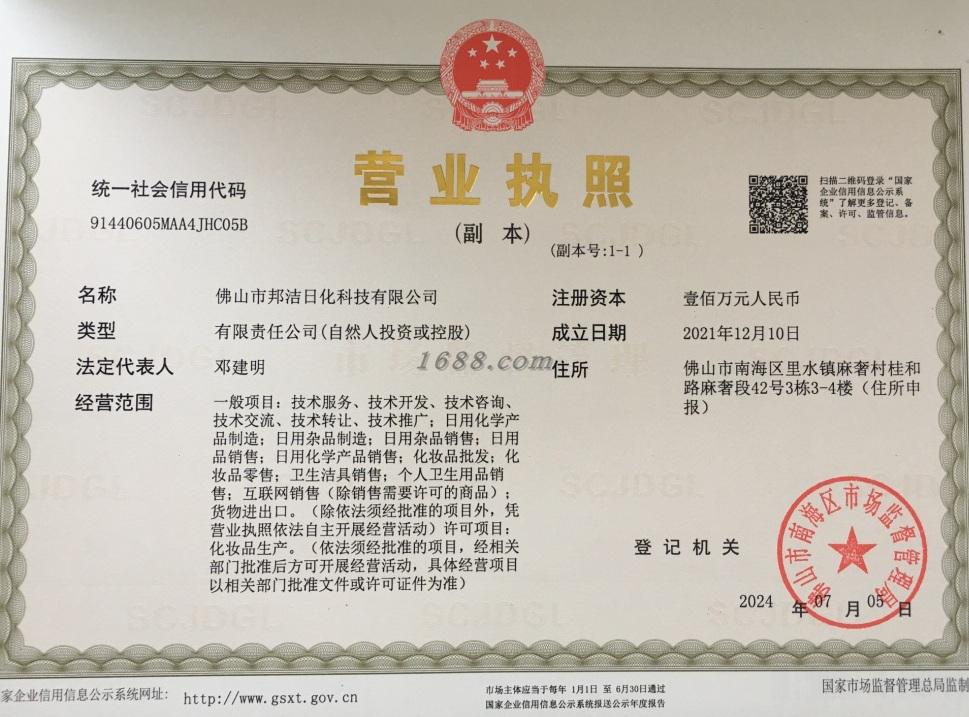 营业执照
(副 本)
(副本号:1-1 )
统一社会信用代码
91440605MAA4JHC05B
扫描二维码登录“国家
企业信用信息公示系
统”了解更多登记、备
案、许可、监管信息。
名称 佛山市邦洁日化科技有限公司
类型 有限责任公司(自然人投资或控股)
法定代表人 邓建明
经营范围 一般项目：技术服务、技术开发、技术咨询、
技术交流、技术转让、技术推广；日用化学产
品制造；日用杂品制造；日用杂品销售；日用
品销售；日用化学产品销售；化妆品批发；化
妆品零售；卫生洁具销售；个人卫生用品销
售；互联网销售（除销售需要许可的商品）；
货物进出口。（除依法须经批准的项目外，凭
营业执照依法自主开展经营活动）许可项目：
化妆品生产。（依法须经批准的项目，经相关
部门批准后方可开展经营活动，具体经营项目
以相关部门批准文件或许可证件为准）
注册资本 壹佰万元人民币
成立日期 2021年12月10日
住所 佛山市南海区里水镇麻奢村桂和
路麻奢段42号3栋3-4楼（住所申
报）
1688.com
登记机关
佛山市南海区市场监督管理局
2024 年 07 月 05 日
家企业信用信息公示系统网址: http://www.gsxt.gov.cn
市场主体应当于每年 1月1日 至 6月30日通过
国家企业信用信息公示系统报送公示年度报告
国家市场监督管理总局监制